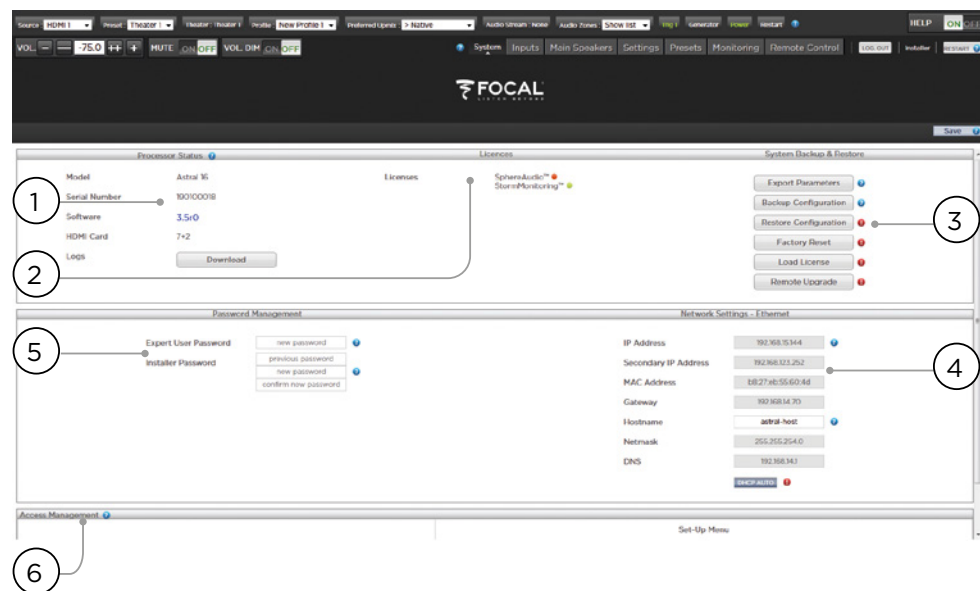 Source HDMI 1 Preset Theater 1 Theater : Theater 1 Profile New Profile 1 Preferred Upmix > Native Audio Stream : None Audio Zones : Show list Trig 1 Generator Power Restart HELP ON OFF
VOL. -75.0 ++ + MUTE ON OFF VOL. DIM ON OFF System Inputs Main Speakers Settings Presets Monitoring Remote Control LOG OUT Installer RESTART
FOCAL
LISTEN BEYOND
Save
Processor Status
Licences
System Backup & Restore
Model Astral 16
Serial Number 190100018
Software 3.5r0
HDMI Card 7+2
Logs Download
Licenses SphereAudio™
StormMonitoring™
Export Parameters
Backup Configuration
Restore Configuration
Factory Reset
Load License
Remote Upgrade
1
2
3
Password Management
Expert User Password new password
Installer Password previous password
new password
confirm new password
5
Network Settings - Ethernet
IP Address 192.168.15.144
Secondary IP Address 192.168.123.252
MAC Address b8:27:eb:55:60:4d
Gateway 192.168.14.70
Hostname astral-host
Netmask 255.255.254.0
DNS 192.168.14.1
DHCP AUTO
4
Access Management
Set-Up Menu
6